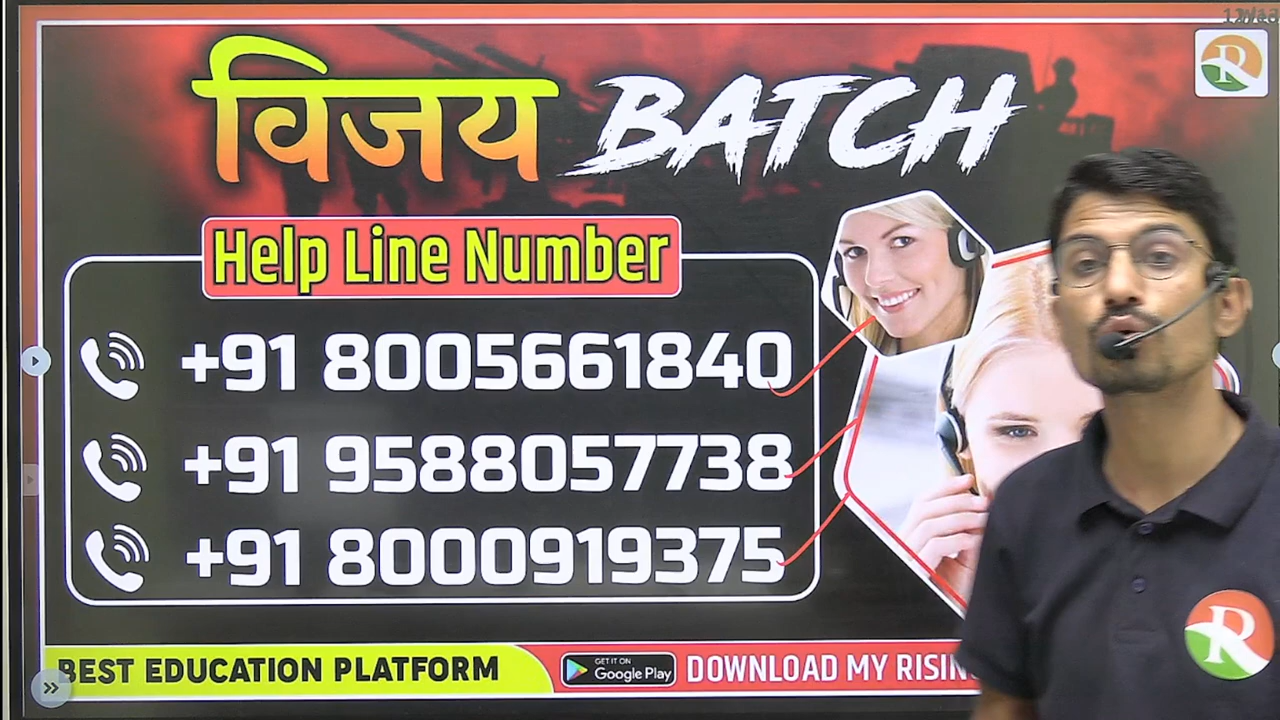 विजय BATCH
Help Line Number
+91 8005661840
+91 9588057738
+91 8000919375
BEST EDUCATION PLATFORM
GET IT ON
Google Play
DOWNLOAD MY RISING
R
R